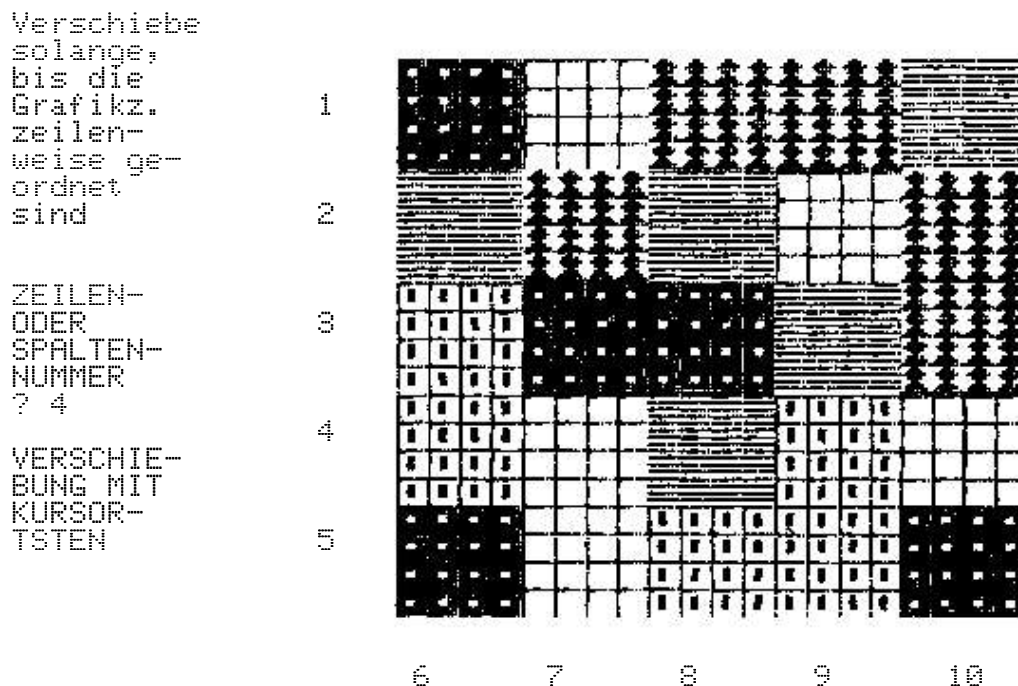 Verschiebe
solange,
bis die
Grafikz.
zeilen-
weise ge-
ordnet
sind
ZEILEN-
ODER
SPALTEN-
NUMMER
? 4
VERSCHIE-
BUNG MIT
KURSOR-
TSTEN
1
2
3
4
5
6 7 8 9 10